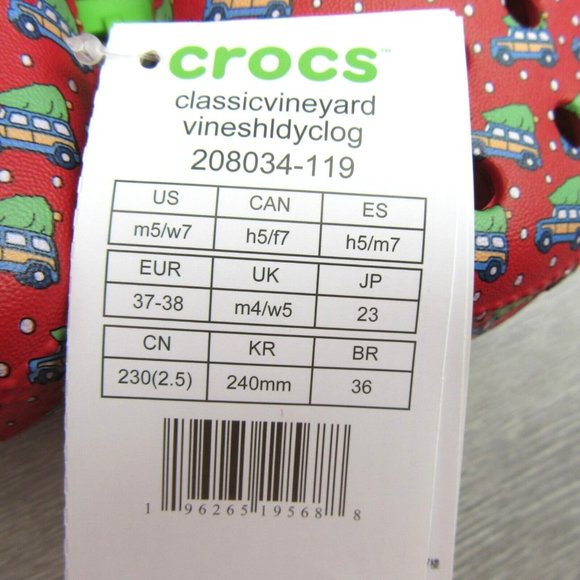 crocs™
classicvineyard
vineshldyclog
208034-119
US CAN ES
m5/w7 h5/f7 h5/m7
EUR UK JP
37-38 m4/w5 23
CN KR BR
230(2.5) 240mm 36
1 96265 19568 8